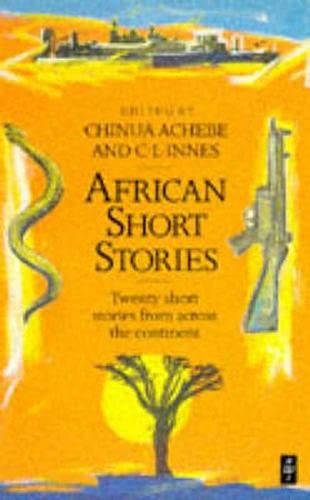 EDITED BY
CHINUA ACHEBE
AND C·L·INNES
AFRICAN
SHORT
STORIES
Twenty short
stories from across
the continent